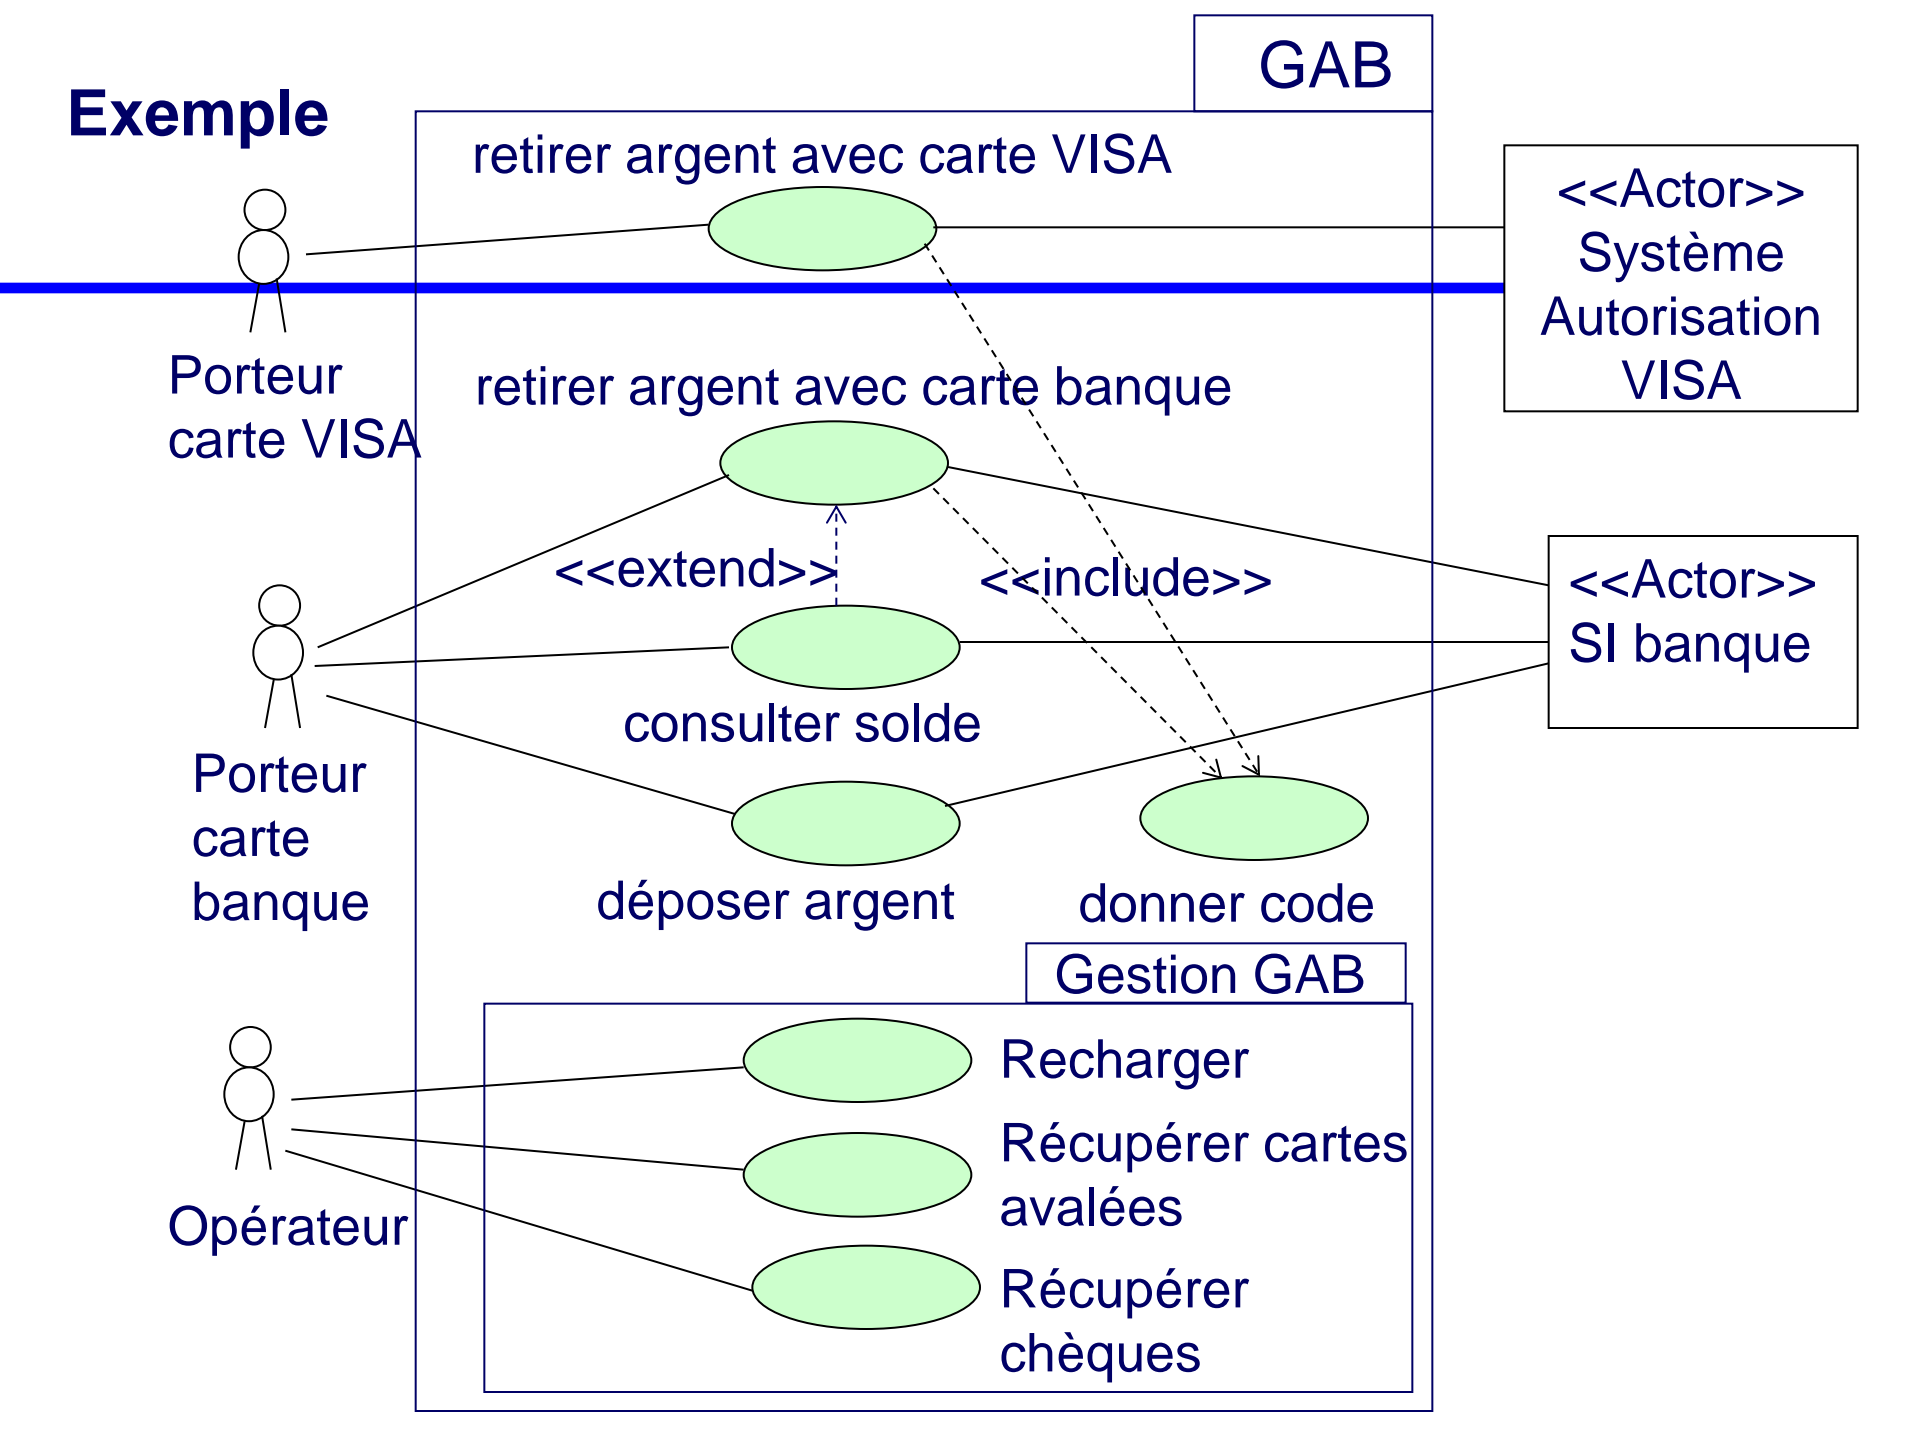 GAB
Exemple
retirer argent avec carte VISA
<<Actor>>
Système
Autorisation
VISA
Porteur
carte VISA
retirer argent avec carte banque
<<extend>>
<<include>>
<<Actor>>
SI banque
consulter solde
Porteur
carte
banque
déposer argent
donner code
Gestion GAB
Recharger
Récupérer cartes
avalées
Opérateur
Récupérer
chèques